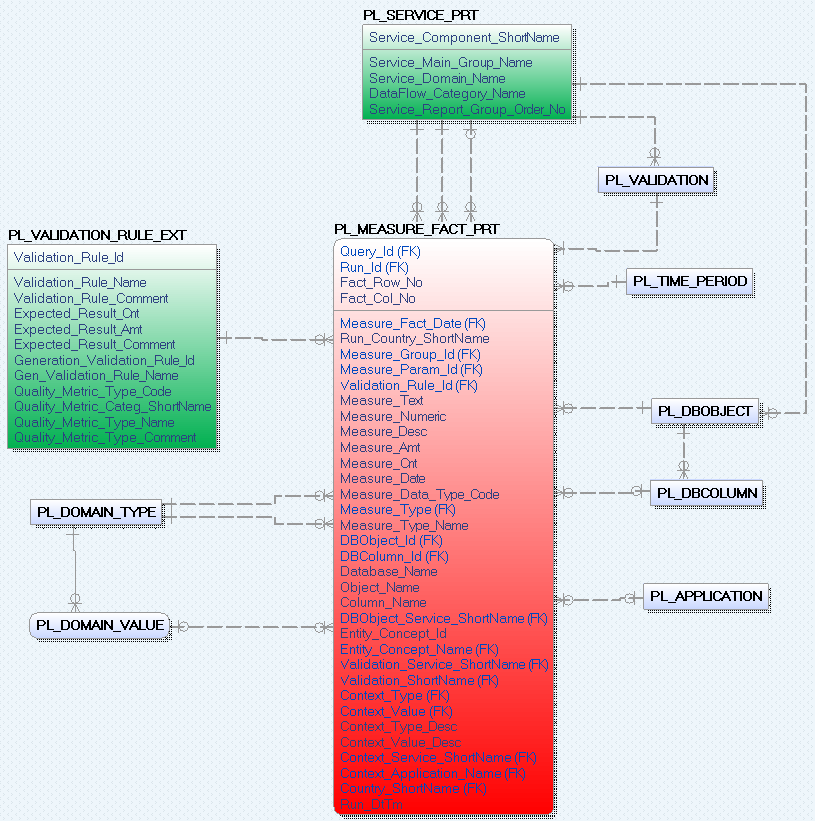 PL_SERVICE_PRT
Service_Component_ShortName
Service_Main_Group_Name
Service_Domain_Name
DataFlow_Category_Name
Service_Report_Group_Order_No
PL_VALIDATION
PL_VALIDATION_RULE_EXT
Validation_Rule_Id
Validation_Rule_Name
Validation_Rule_Comment
Expected_Result_Cnt
Expected_Result_Amt
Expected_Result_Comment
Generation_Validation_Rule_Id
Gen_Validation_Rule_Name
Quality_Metric_Type_Code
Quality_Metric_Categ_ShortName
Quality_Metric_Type_Name
Quality_Metric_Type_Comment
PL_MEASURE_FACT_PRT
Query_Id (FK)
Run_Id (FK)
Fact_Row_No
Fact_Col_No
Measure_Fact_Date (FK)
Run_Country_ShortName
Measure_Group_Id (FK)
Measure_Param_Id (FK)
Validation_Rule_Id (FK)
Measure_Text
Measure_Numeric
Measure_Desc
Measure_Amt
Measure_Cnt
Measure_Date
Measure_Data_Type_Code
Measure_Type (FK)
Measure_Type_Name
DBObject_Id (FK)
DBColumn_Id (FK)
Database_Name
Object_Name
Column_Name
DBObject_Service_ShortName (FK)
Entity_Concept_Id
Entity_Concept_Name (FK)
Validation_Service_ShortName (FK)
Validation_ShortName (FK)
Context_Type (FK)
Context_Value (FK)
Context_Type_Desc
Context_Value_Desc
Context_Service_ShortName (FK)
Context_Application_Name (FK)
Country_ShortName (FK)
PL_TIME_PERIOD
PL_DBOBJECT
PL_DBCOLUMN
PL_APPLICATION
PL_DOMAIN_TYPE
PL_DOMAIN_VALUE